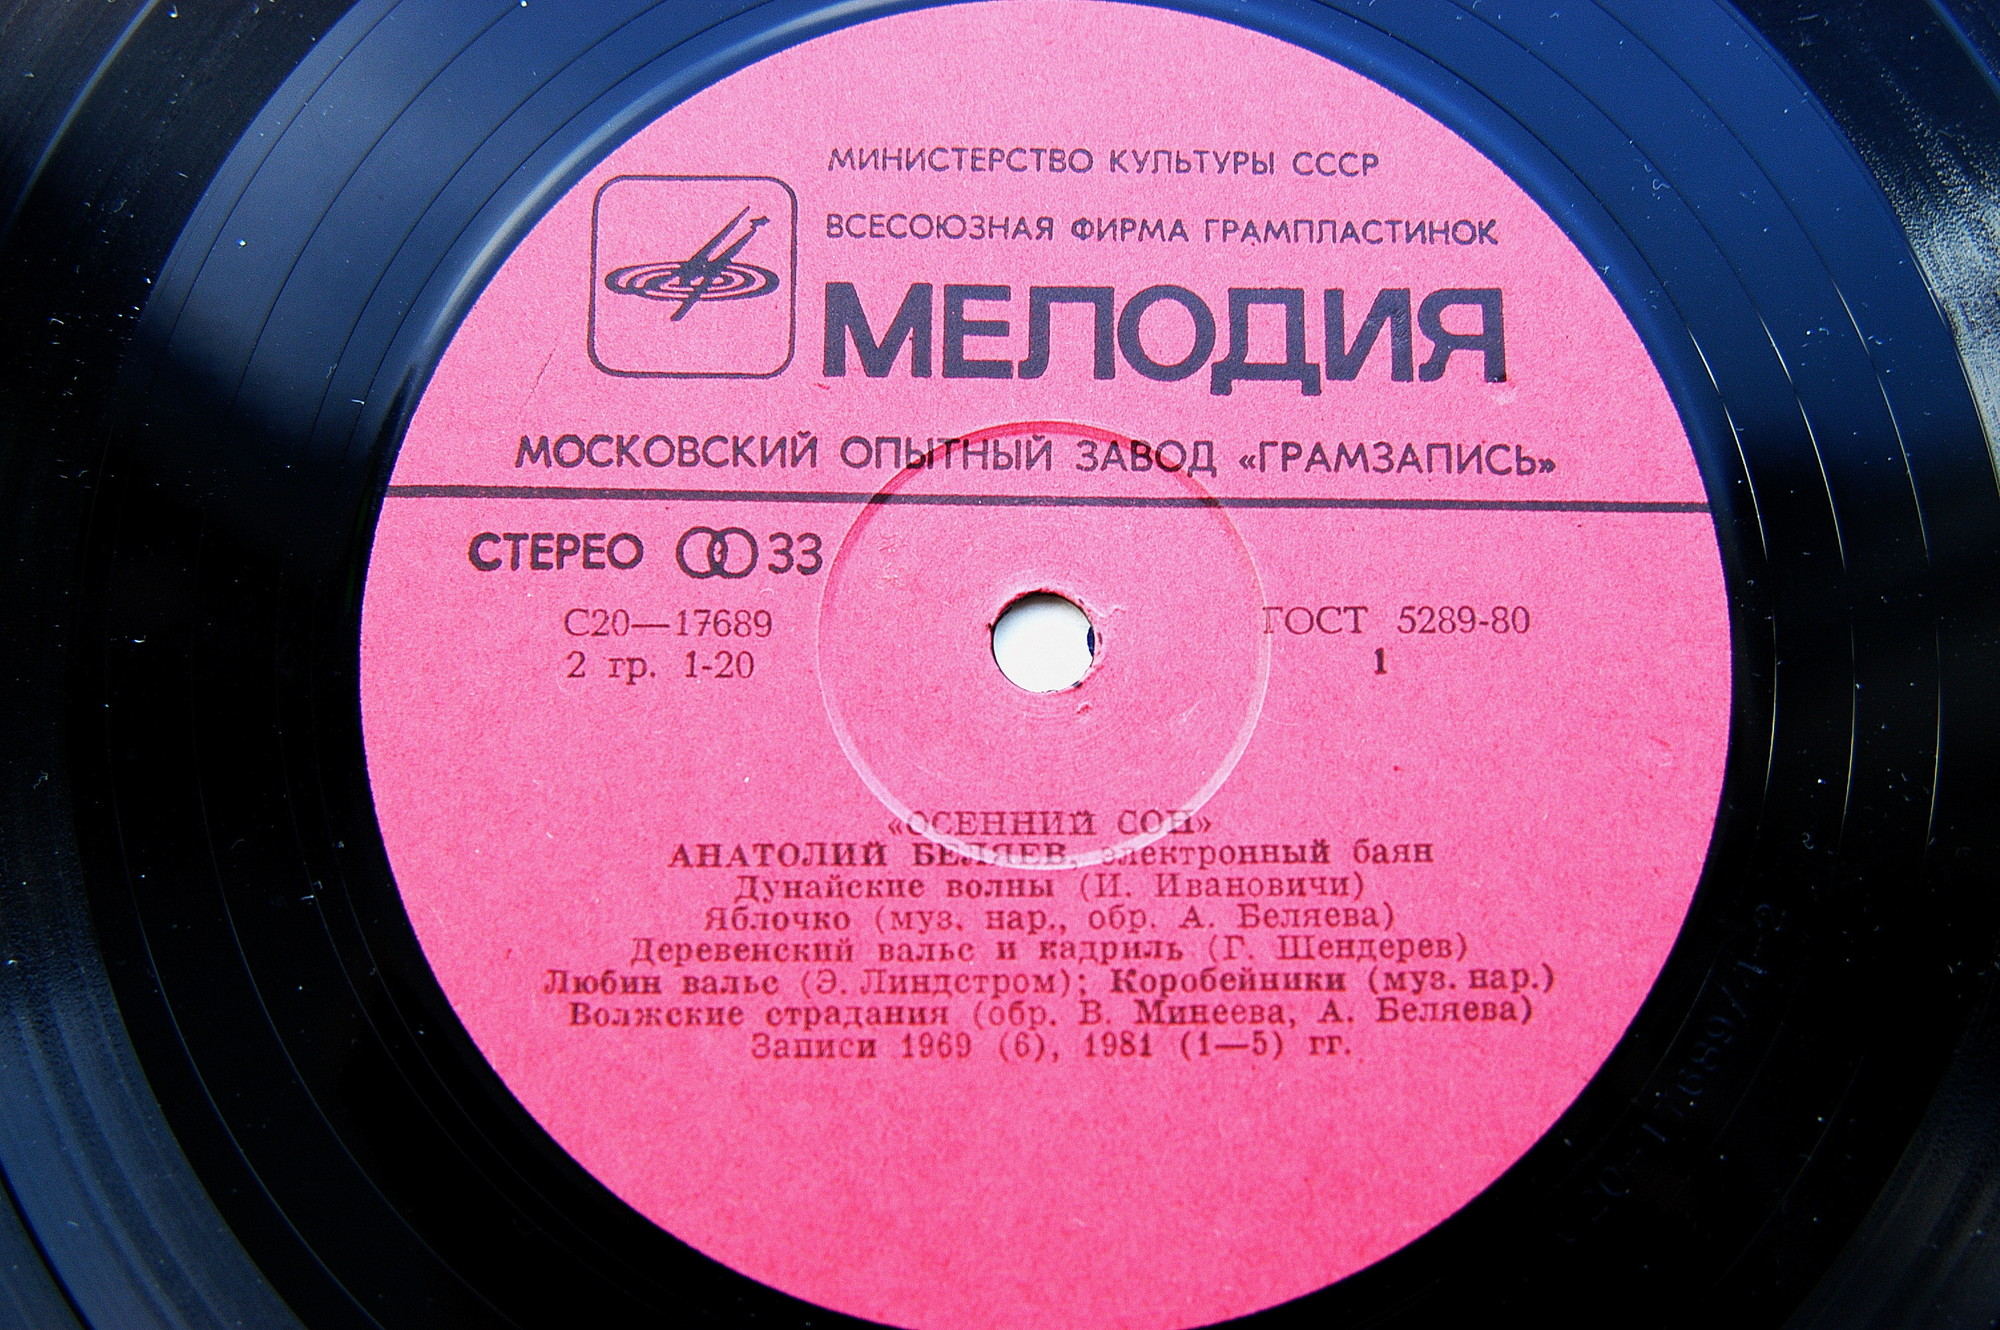 МИНИСТЕРСТВО КУЛЬТУРЫ СССР
ВСЕСОЮЗНАЯ ФИРМА ГРАМПЛАСТИНОК
МЕЛОДИЯ
МОСКОВСКИЙ ОПЫТНЫЙ ЗАВОД «ГРАМЗАПИСЬ»
СТЕРЕО 33
С20—17689 ГОСТ 5289-80
2 гр. 1-20 1
«ОСЕННИЙ СОН»
АНАТОЛИЙ БЕЛЯЕВ, электронный баян
Дунайские волны (И. Ивановичи)
Яблочко (муз. нар., обр. А. Беляева)
Деревенский вальс и кадриль (Г. Шендерев)
Любин вальс (Э. Линдстром); Коробейники (муз. нар.)
Волжские страдания (обр. В. Минеева, А. Беляева)
Записи 1969 (6), 1981 (1—5) гг.